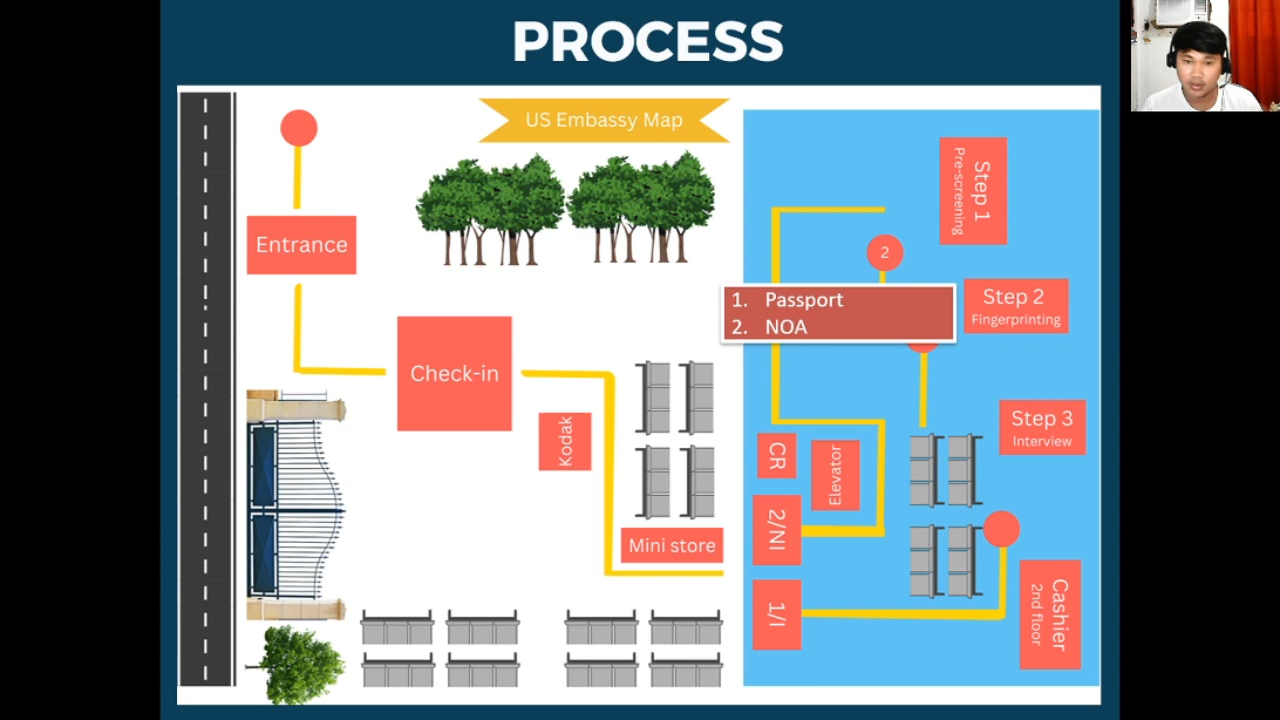 PROCESS
US Embassy Map
Entrance
Check-in
Kodak
Mini store
Step 1
Pre-screening
2
1. Passport
2. NOA
Step 2
Fingerprinting
Step 3
Interview
CR
Elevator
2/NI
1/I
Cashier
2nd floor